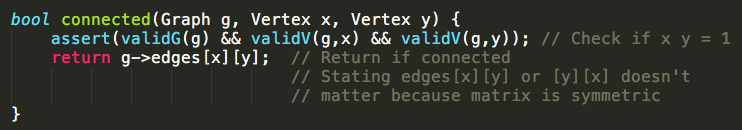 bool connected(Graph g, Vertex x, Vertex y) {
    assert(validG(g) && validV(g,x) && validV(g,y)); // Check if x y = 1
    return g->edges[x][y];  // Return if connected
                            // Stating edges[x][y] or [y][x] doesn't
                            // matter because matrix is symmetric
}